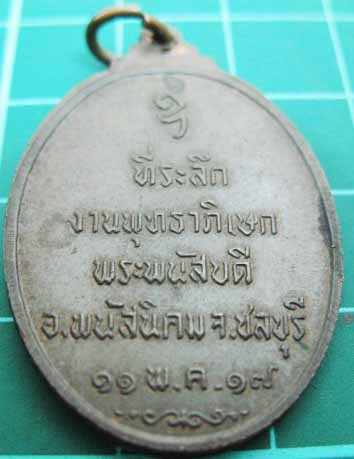 ที่ระลึก
งานพุทธาภิเษก
พระพนัสบดี
อ.พนัสนิคม จ.ชลบุรี
๑๑ พ.ค.๑๗